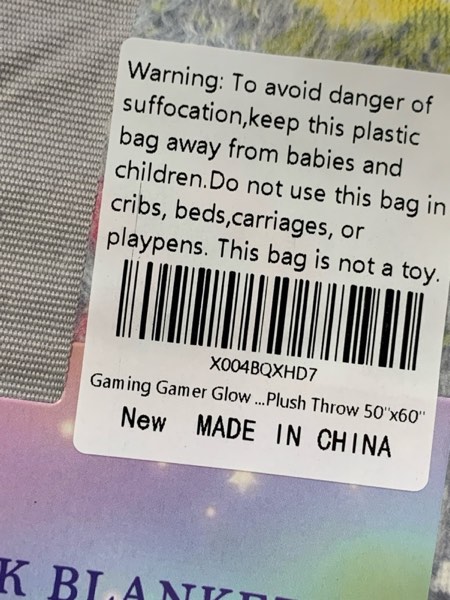 Warning: To avoid danger of
suffocation,keep this plastic
bag away from babies and
children.Do not use this bag in
cribs, beds,carriages, or
playpens. This bag is not a toy.
X004BQXHD7
Gaming Gamer Glow ...Plush Throw 50"x60"
New MADE IN CHINA
K BLANKET